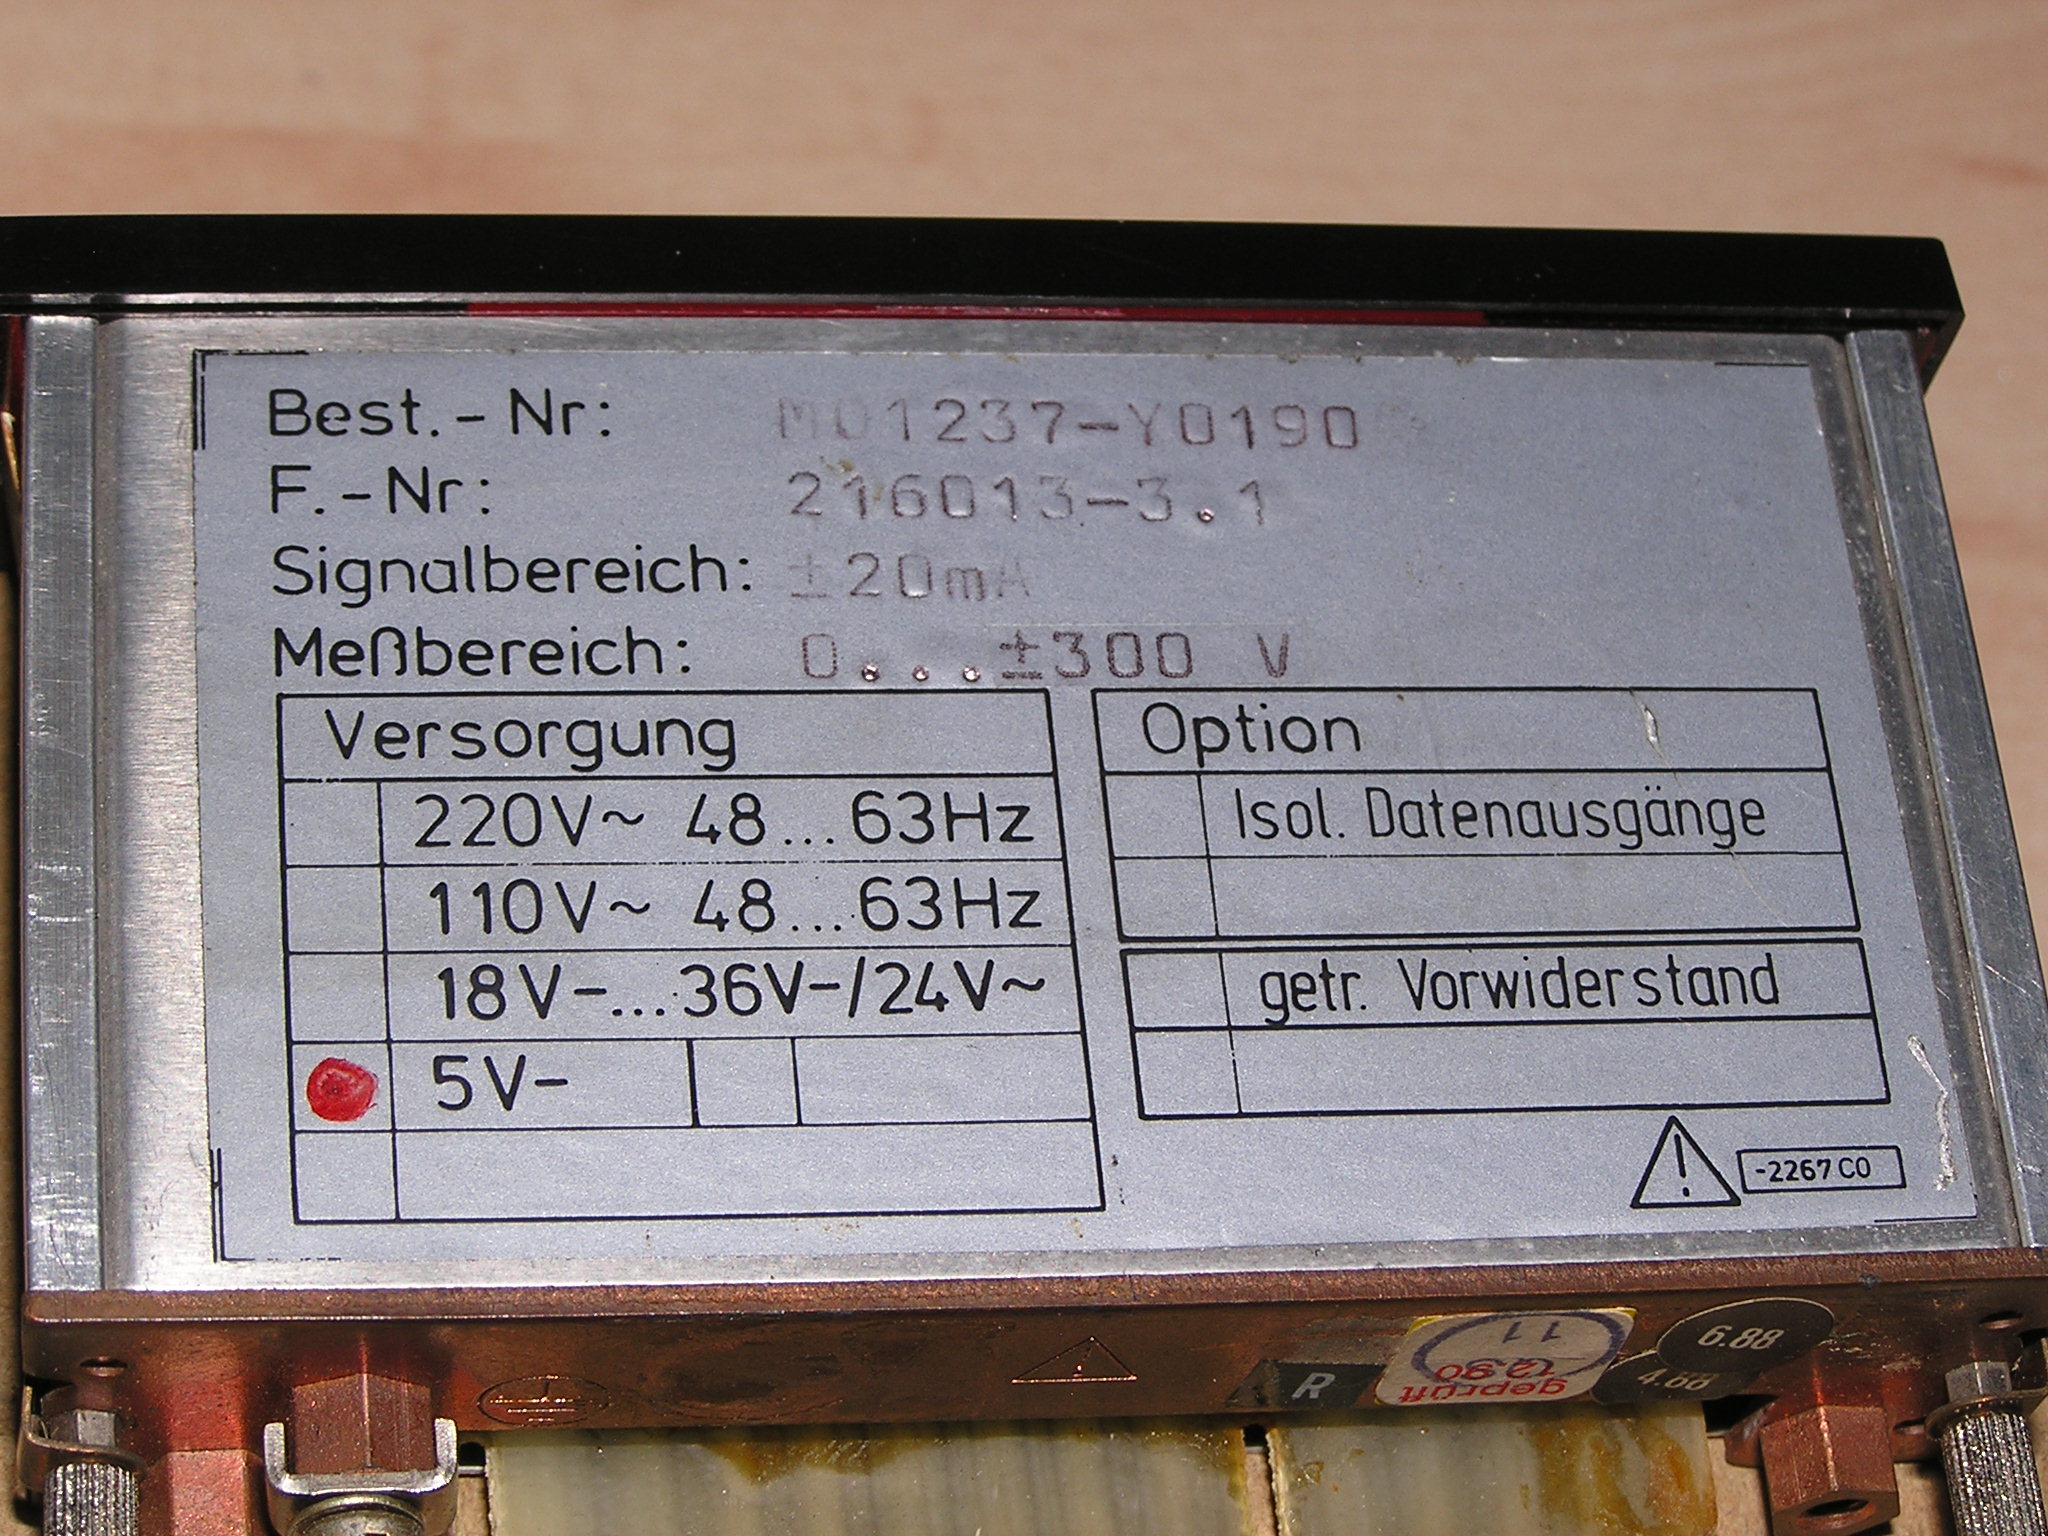 Best.-Nr: M01237-Y0190
F.-Nr: 216013-3.1
Signalbereich: ±20mA
Meßbereich: 0...±300 V
Versorgung
220V~ 48...63Hz
110V~ 48...63Hz
18V-...36V-/24V~
5V-
Option
Isol. Datenausgänge
getr. Vorwiderstand
-2267 C0
R
geprüft
12.90
11
6.88
4.88